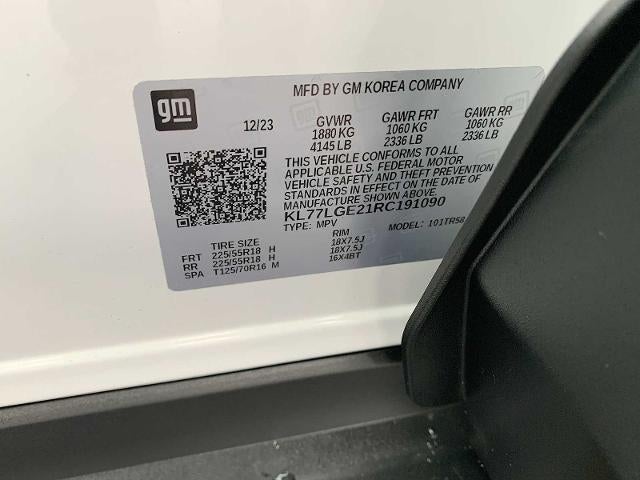 MFD BY GM KOREA COMPANY
gm
12/23 GVWR GAWR FRT GAWR RR
1880 KG 1060 KG 1060 KG
4145 LB 2336 LB 2336 LB
THIS VEHICLE CONFORMS TO ALL
APPLICABLE U.S. FEDERAL MOTOR
VEHICLE SAFETY AND THEFT PREVENTION
STANDARDS IN EFFECT ON THE DATE OF
MANUFACTURE SHOWN ABOVE.
KL77LGE21RC191090
TYPE: MPV MODEL: 101TR58
TIRE SIZE RIM
FRT 225/55R18 H 18X7.5J
RR 225/55R18 H 18X7.5J
SPA T125/70R16 M 16X4BT